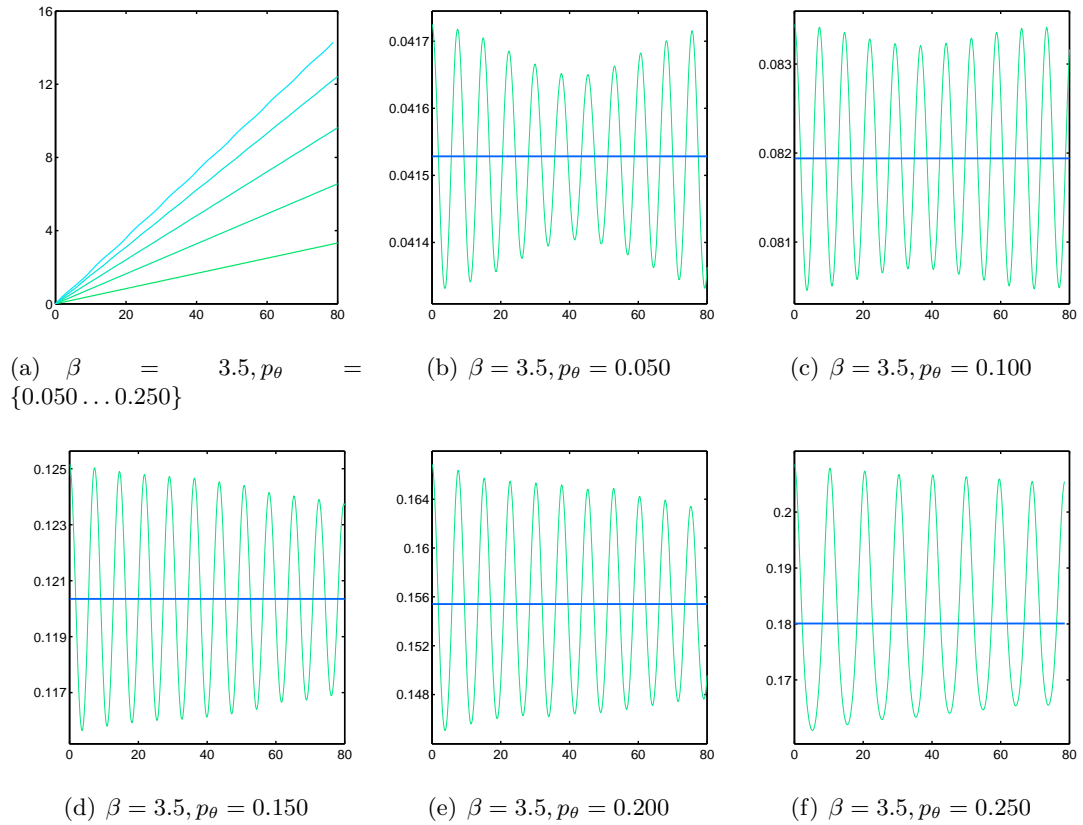 16
12
8
4
0
0 20 40 60 80
0.0417
0.0416
0.0415
0.0414
0 20 40 60 80
0.083
0.082
0.081
0 20 40 60 80
(a) β = 3.5, p_θ =
{0.050 … 0.250}
(b) β = 3.5, p_θ = 0.050
(c) β = 3.5, p_θ = 0.100
0.125
0.123
0.121
0.119
0.117
0 20 40 60 80
0.164
0.16
0.156
0.152
0.148
0 20 40 60 80
0.2
0.19
0.18
0.17
0 20 40 60 80
(d) β = 3.5, p_θ = 0.150
(e) β = 3.5, p_θ = 0.200
(f) β = 3.5, p_θ = 0.250